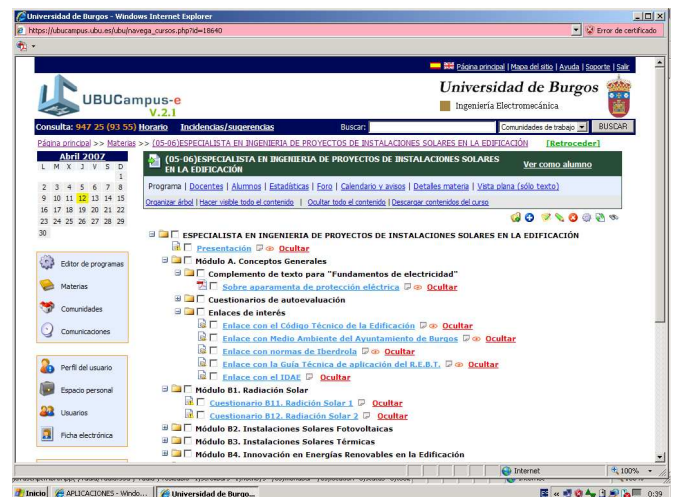 Universidad de Burgos - Windows Internet Explorer
https://ubucampus.ubu.es/ubu/navega_cursos.php?id=18640
Error de certificado
Página principal | Mapa del sitio | Ayuda | Soporte | Salir
UBUCampus-e
V.2.1
Universidad de Burgos
Ingeniería Electromecánica
Consulta: 947 25 (93 55) Horario Incidencias/sugerencias Buscar: Comunidades de trabajo BUSCAR
Página principal >> Materias >> (05-06)ESPECIALISTA EN INGENIERIA DE PROYECTOS DE INSTALACIONES SOLARES EN LA EDIFICACIÓN [Retroceder]
Abril 2007
L M X J V S D
1
2 3 4 5 6 7 8
9 10 11 12 13 14 15
16 17 18 19 20 21 22
23 24 25 26 27 28 29
30
Editor de programas
Materias
Comunidades
Comunicaciones
Perfil del usuario
Espacio personal
Usuarios
Ficha electrónica
(05-06)ESPECIALISTA EN INGENIERIA DE PROYECTOS DE INSTALACIONES SOLARES
EN LA EDIFICACIÓN
Ver como alumno
Programa | Docentes | Alumnos | Estadísticas | Foro | Calendario y avisos | Detalles materia | Vista plana (sólo texto)
Organizar árbol | Hacer visible todo el contenido | Ocultar todo el contenido | Descargar contenidos del curso
ESPECIALISTA EN INGENIERIA DE PROYECTOS DE INSTALACIONES SOLARES EN LA EDIFICACIÓN
Presentación Ocultar
Módulo A. Conceptos Generales
Complemento de texto para "Fundamentos de electricidad"
Sobre aparamenta de protección eléctrica Ocultar
Cuestionarios de autoevaluación
Enlaces de interés
Enlace con el Código Técnico de la Edificación Ocultar
Enlace con Medio Ambiente del Ayuntamiento de Burgos Ocultar
Enlace con normas de Iberdrola Ocultar
Enlace con la Guía Técnica de aplicación del R.E.B.T. Ocultar
Enlace con el IDAE Ocultar
Módulo B1. Radiación Solar
Cuestionario B11. Radición Solar 1 Ocultar
Cuestionario B12. Radición Solar 2 Ocultar
Módulo B2. Instalaciones Solares Fotovoltaicas
Módulo B3. Instalaciones Solares Térmicas
Módulo B4. Innovación en Energías Renovables en la Edificación
Internet 100%
Inicio APLICACIONES - Windo... Universidad de Burgo... 0:39